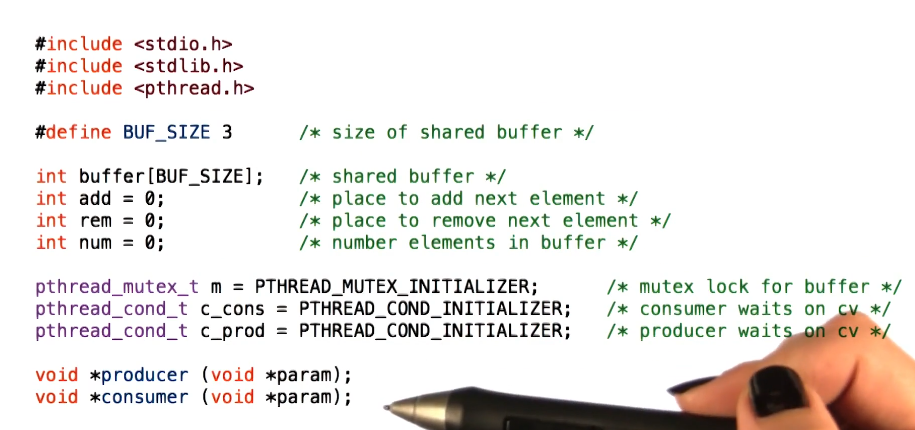 #include <stdio.h>
#include <stdlib.h>
#include <pthread.h>
#define BUF_SIZE 3 /* size of shared buffer */
int buffer[BUF_SIZE]; /* shared buffer */
int add = 0; /* place to add next element */
int rem = 0; /* place to remove next element */
int num = 0; /* number elements in buffer */
pthread_mutex_t m = PTHREAD_MUTEX_INITIALIZER; /* mutex lock for buffer */
pthread_cond_t c_cons = PTHREAD_COND_INITIALIZER; /* consumer waits on cv */
pthread_cond_t c_prod = PTHREAD_COND_INITIALIZER; /* producer waits on cv */
void *producer (void *param);
void *consumer (void *param);